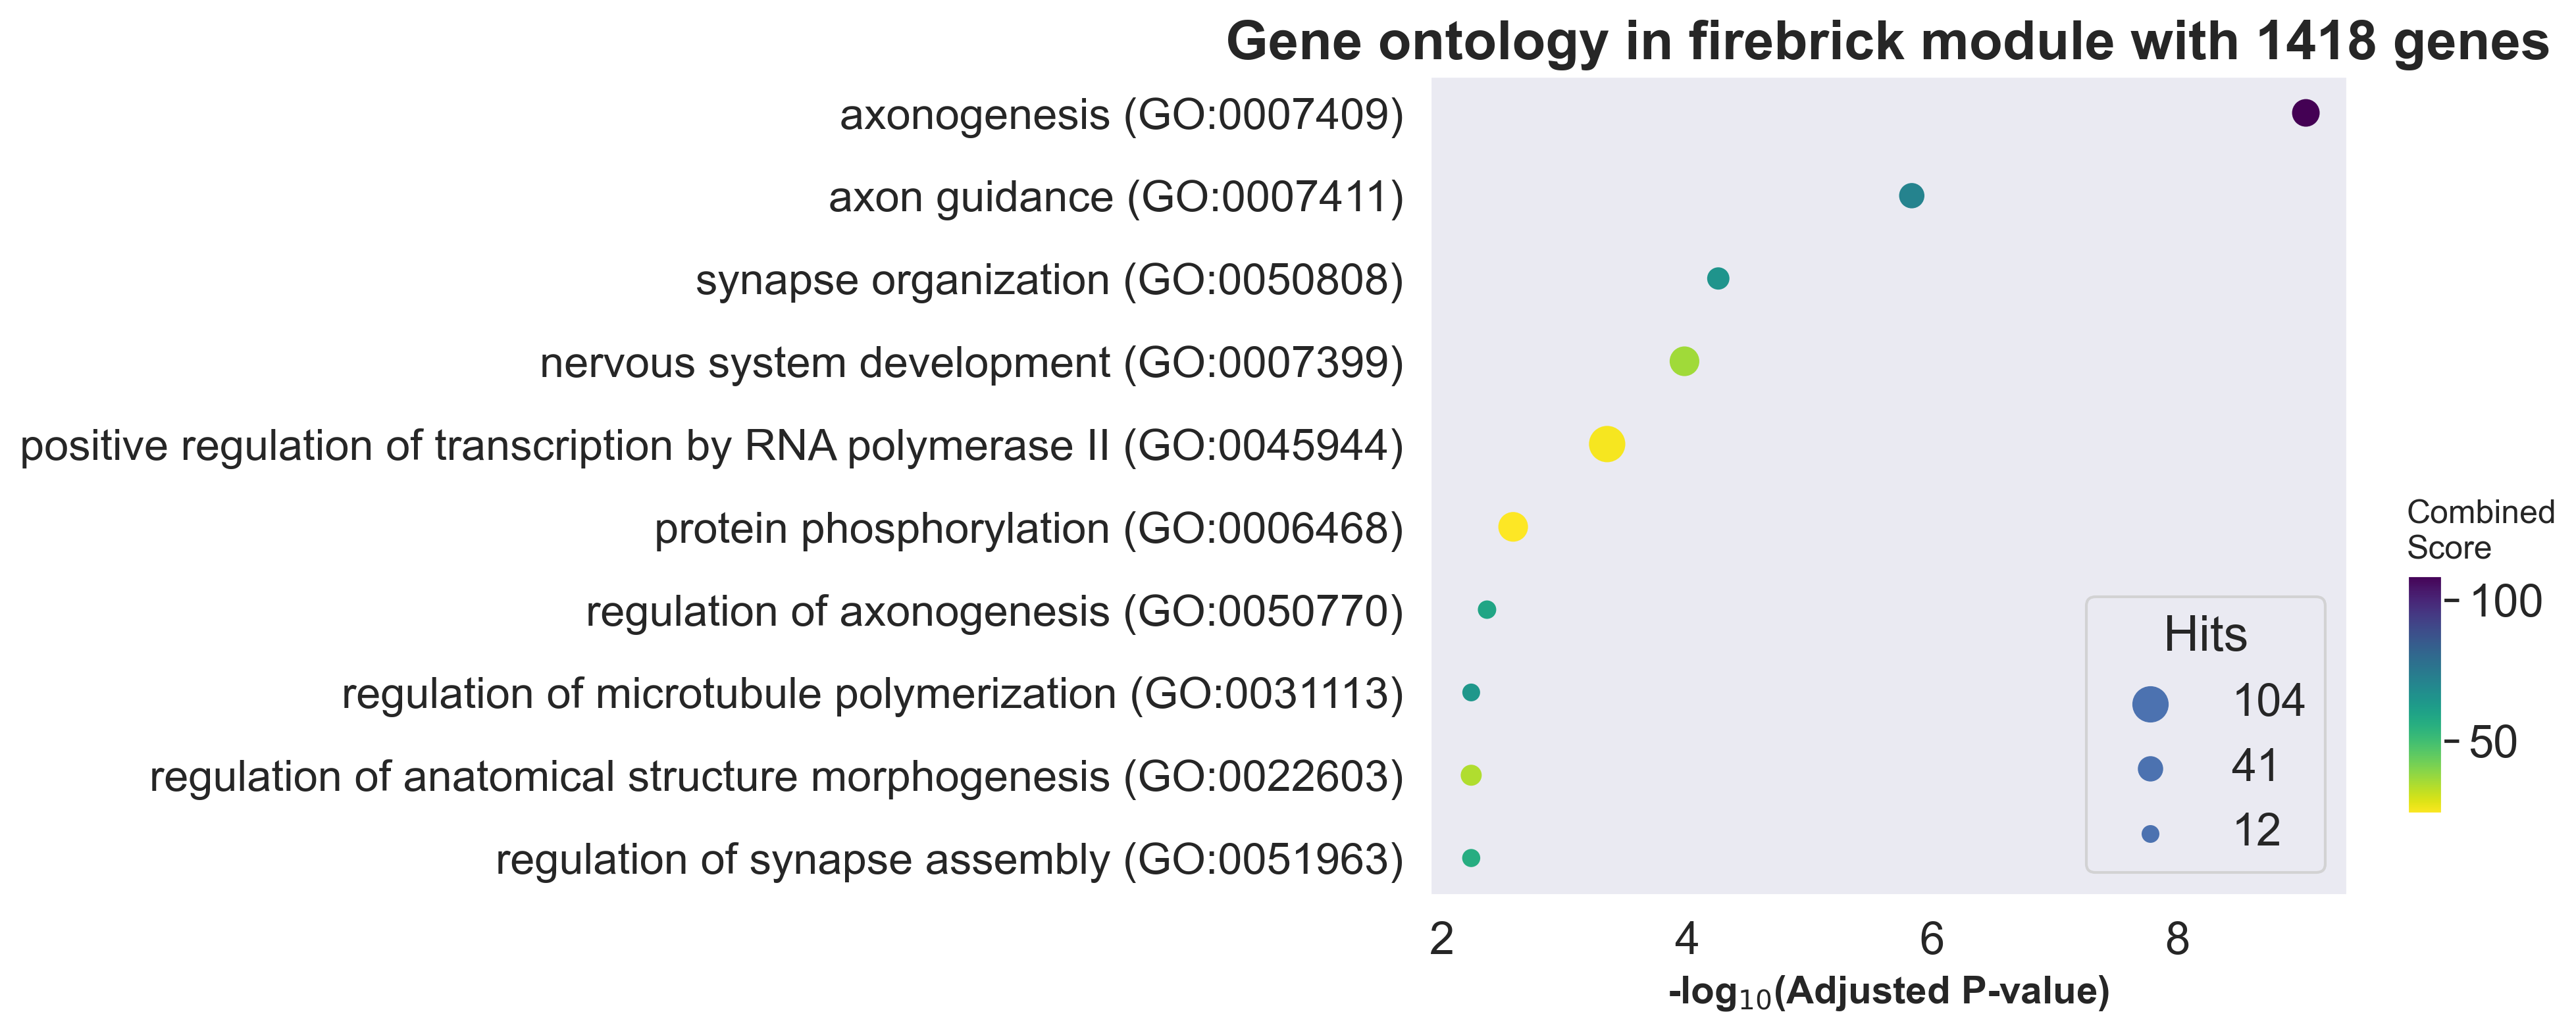 Gene ontology in firebrick module with 1418 genes
axonogenesis (GO:0007409)
axon guidance (GO:0007411)
synapse organization (GO:0050808)
nervous system development (GO:0007399)
positive regulation of transcription by RNA polymerase II (GO:0045944)
protein phosphorylation (GO:0006468)
regulation of axonogenesis (GO:0050770)
regulation of microtubule polymerization (GO:0031113)
regulation of anatomical structure morphogenesis (GO:0022603)
regulation of synapse assembly (GO:0051963)
Hits
104
41
12
Combined
Score
100
50
2 4 6 8
-log₁₀(Adjusted P-value)